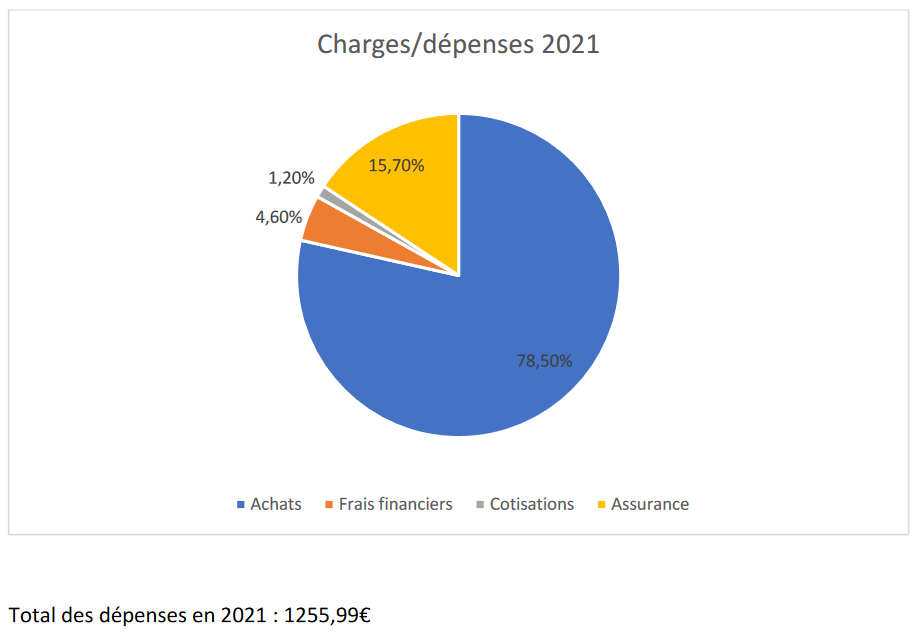 Charges/dépenses 2021
15,70%
1,20%
4,60%
78,50%
Achats Frais financiers Cotisations Assurance
Total des dépenses en 2021 : 1255,99€